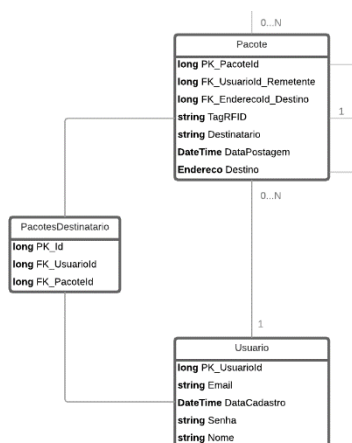 0...N
Pacote
long PK_PacoteId
long FK_UsuarioId_Remetente
long FK_EnderecoId_Destino
string TagRFID
1
string Destinatario
DateTime DataPostagem
Endereco Destino
0...N
PacotesDestinatario
long PK_Id
long FK_UsuarioId
long FK_PacoteId
1
Usuario
long PK_UsuarioId
string Email
DateTime DataCadastro
string Senha
string Nome